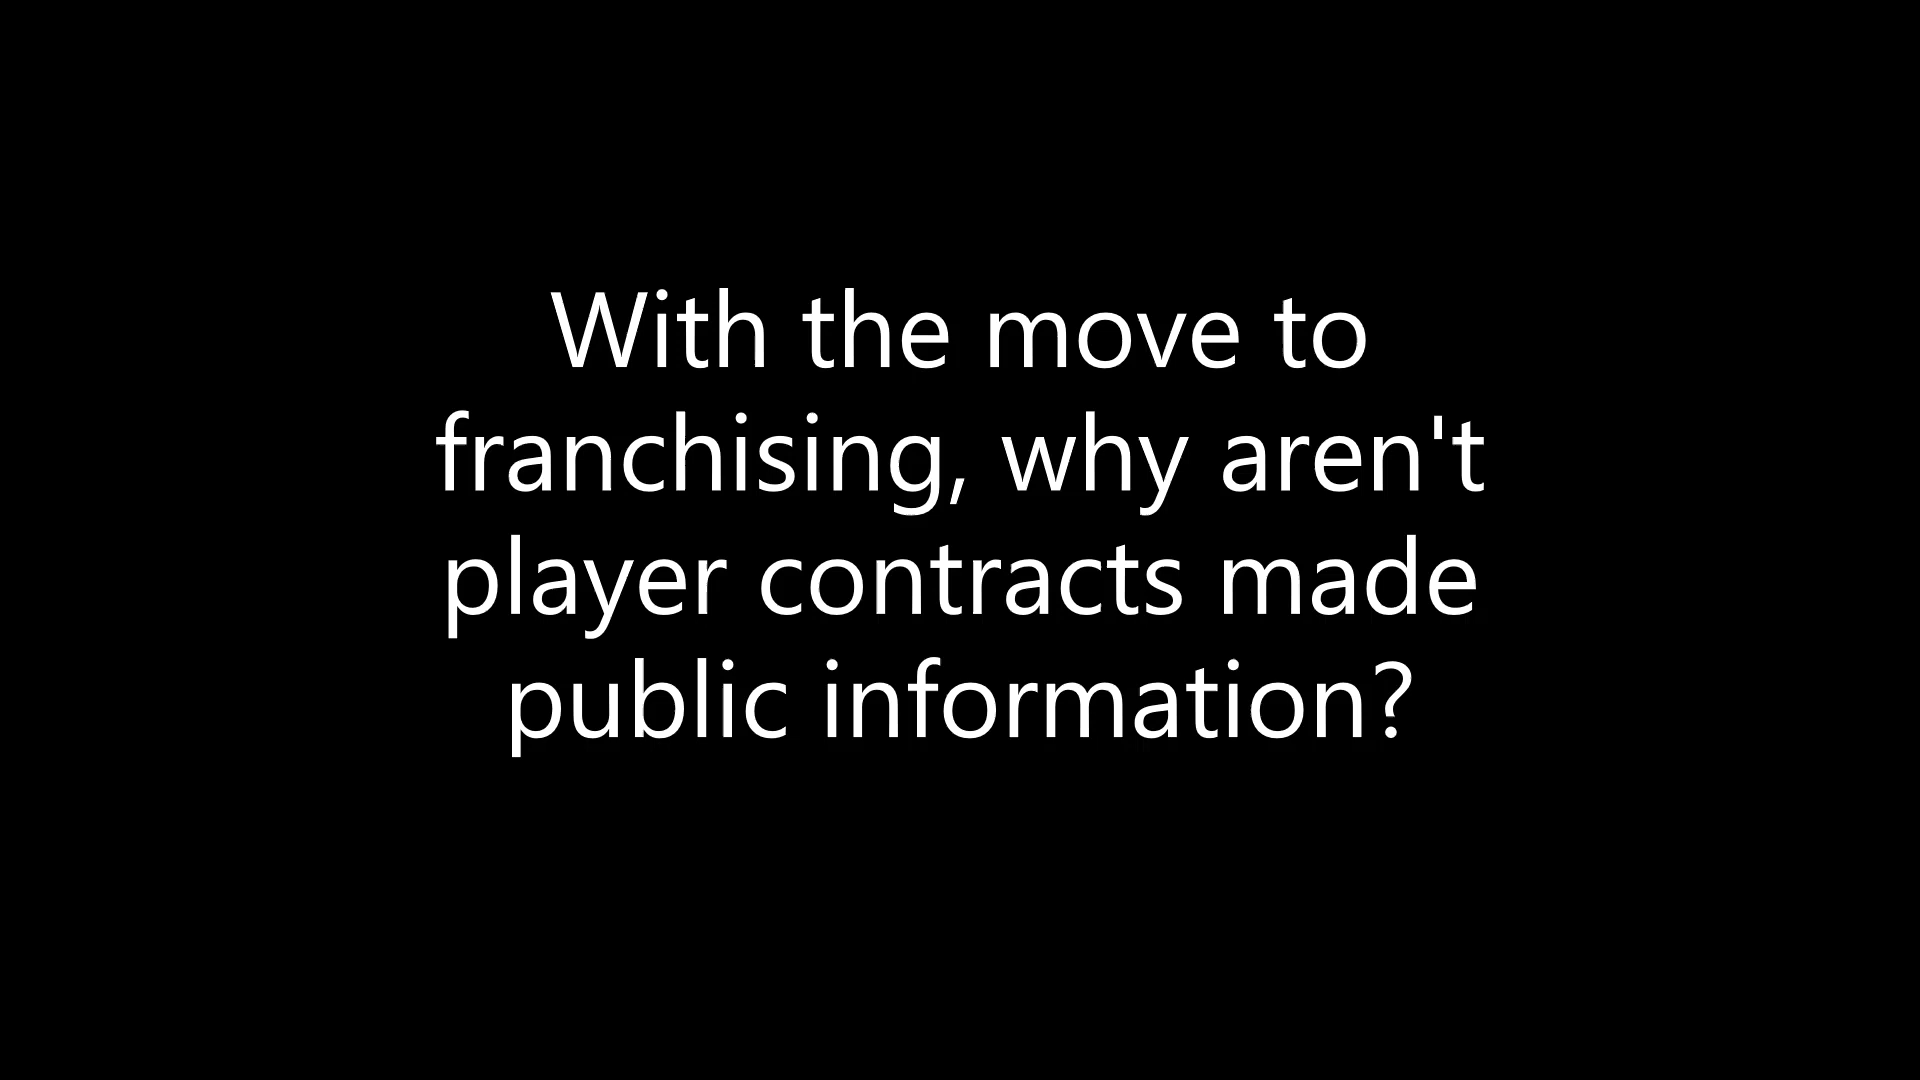 With the move to
franchising, why aren't
player contracts made
public information?